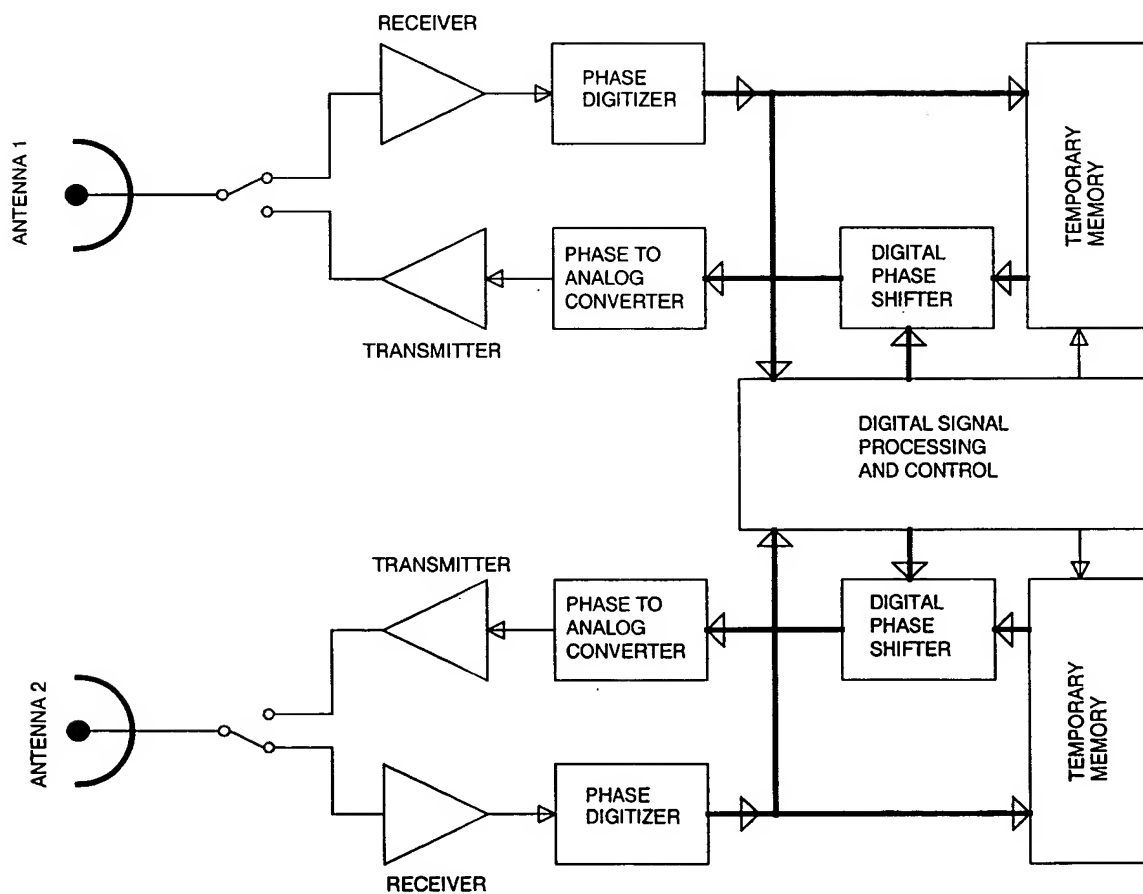 RECEIVER
PHASE
DIGITIZER
TEMPORARY
MEMORY
ANTENNA 1
PHASE TO
ANALOG
CONVERTER
DIGITAL
PHASE
SHIFTER
TRANSMITTER
DIGITAL SIGNAL
PROCESSING
AND CONTROL
TRANSMITTER
PHASE TO
ANALOG
CONVERTER
DIGITAL
PHASE
SHIFTER
TEMPORARY
MEMORY
ANTENNA 2
PHASE
DIGITIZER
RECEIVER